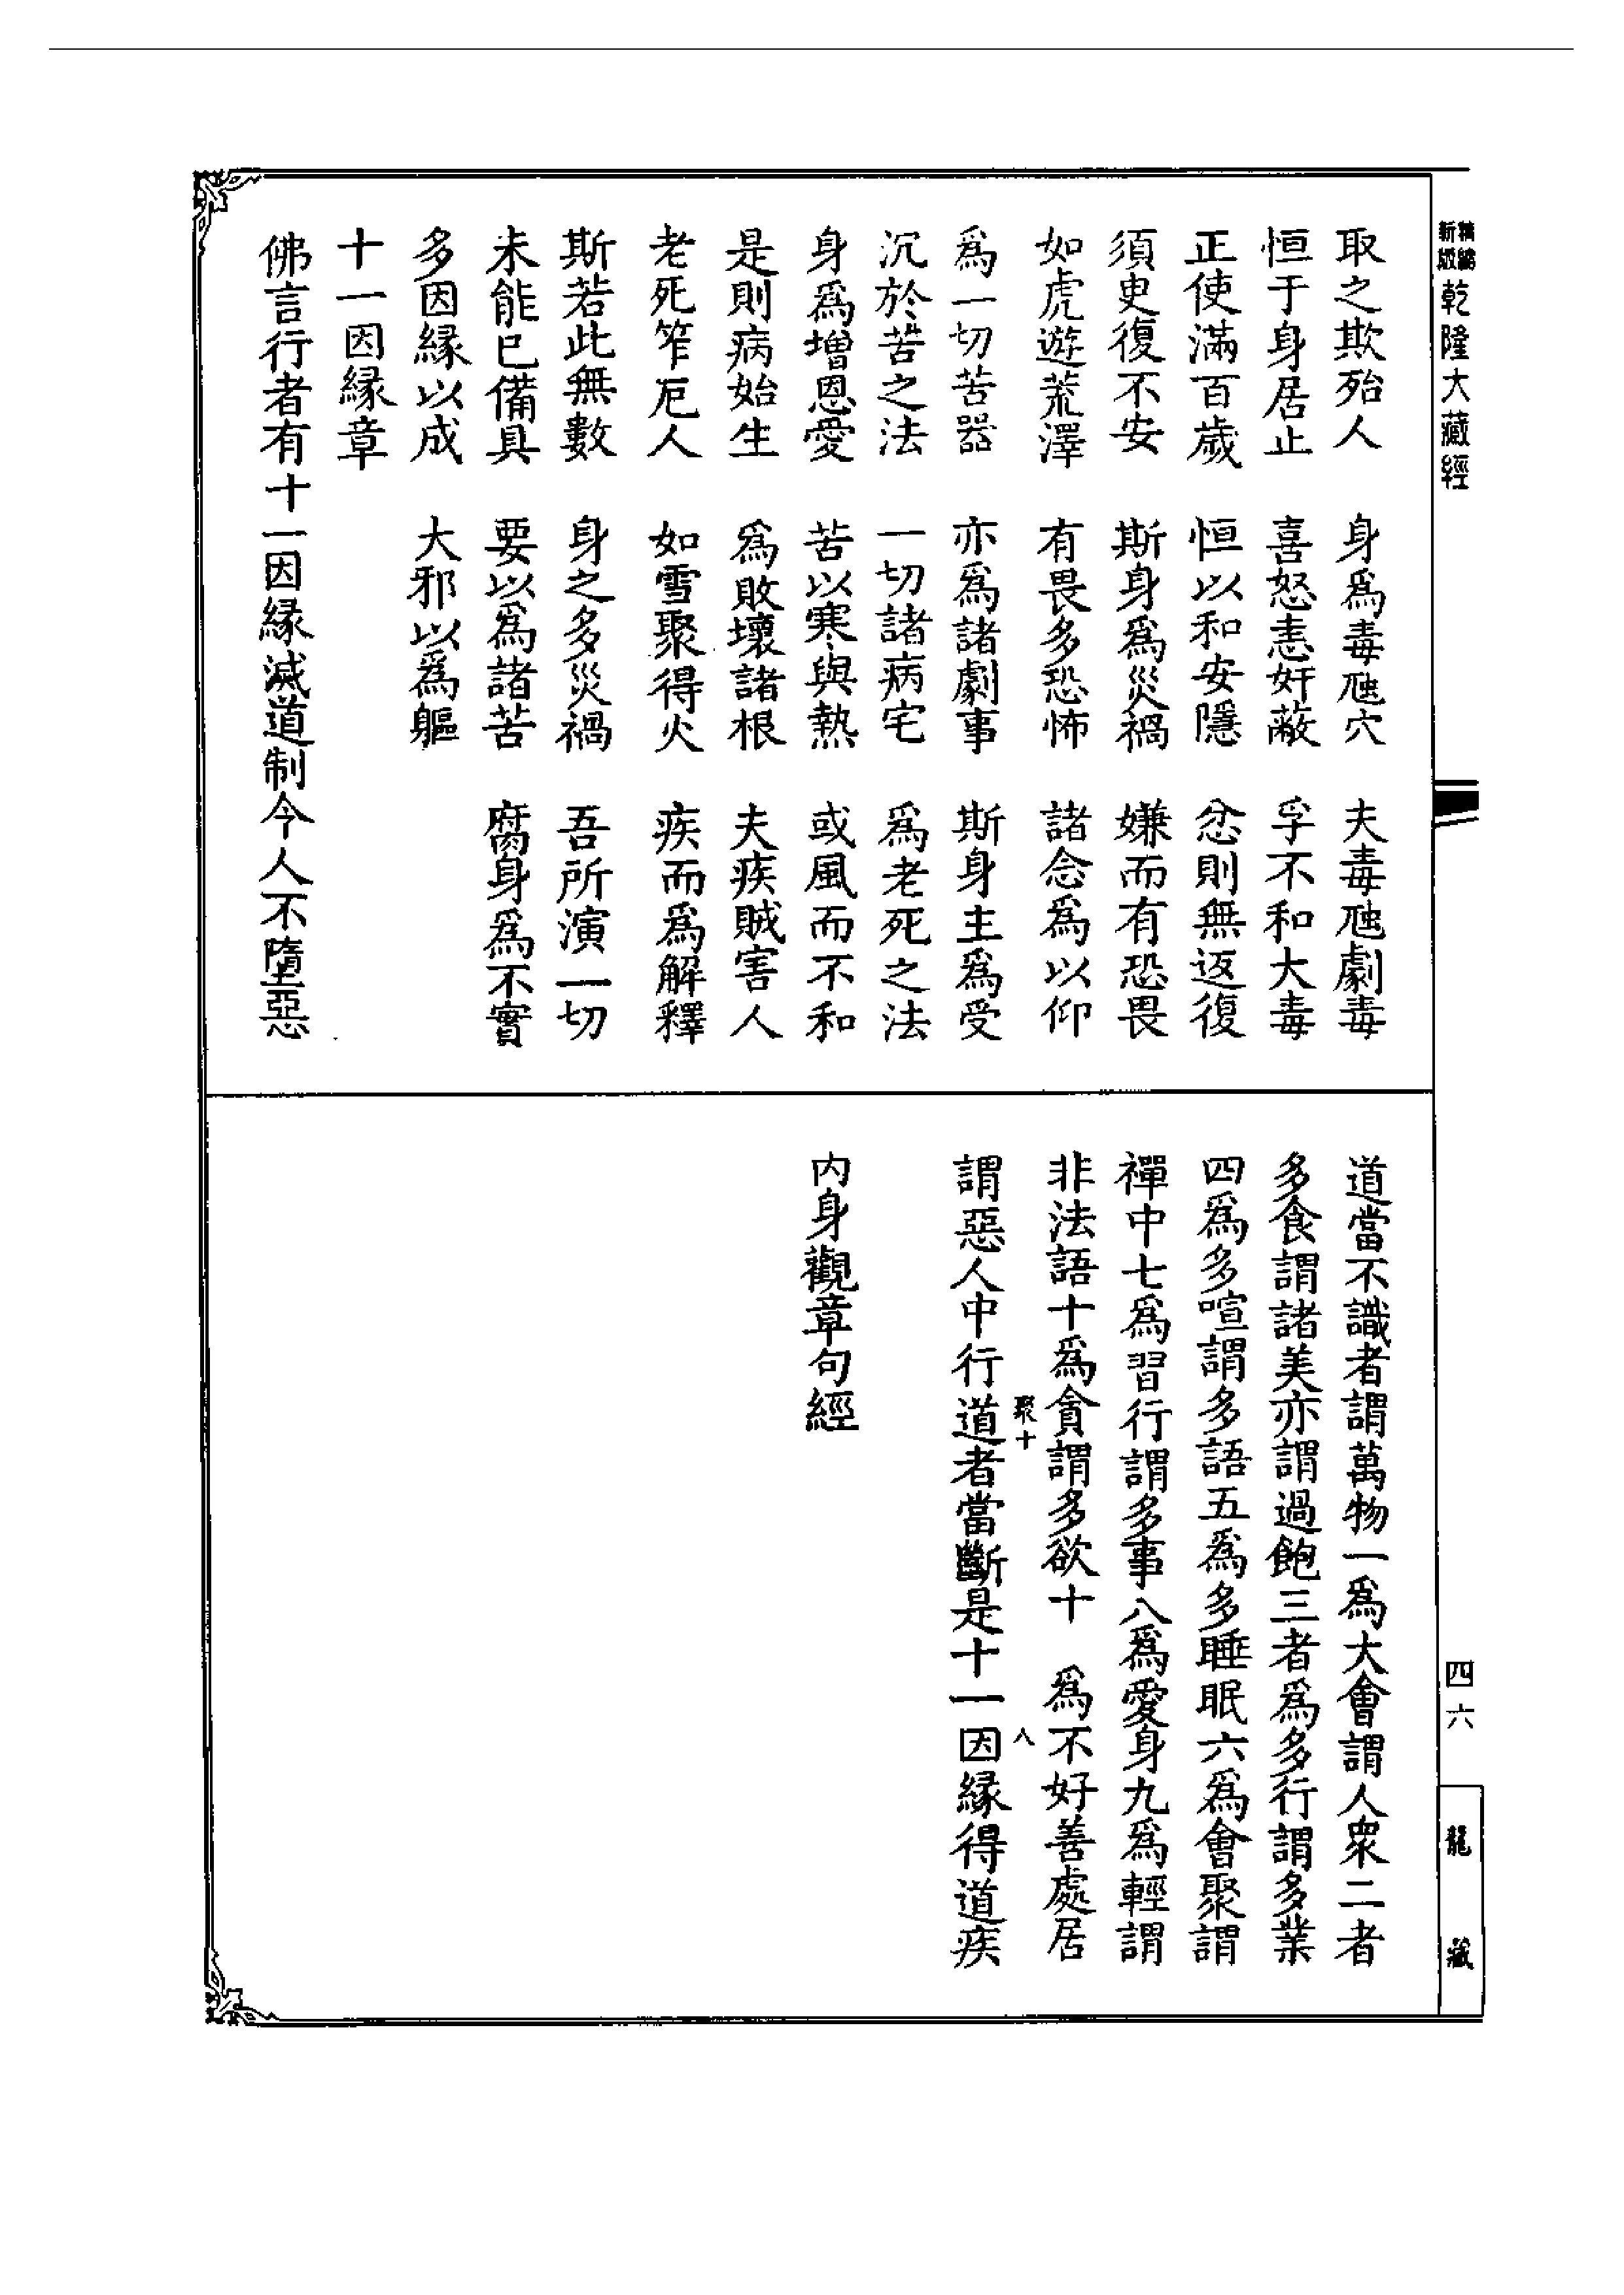 新版
乾隆大藏經
四六
龍藏
取之欺殆人　身爲毒虺穴　夫毒虺劇毒
恒于身居止　喜怒恚奸蔽　孚不和大毒
正使滿百歲　恒以和安隱　忿則無返復
須臾復不安　斯身爲災禍　嫌而有恐畏
如虎遊荒澤　有畏多恐怖　諸念爲以仰
爲一切苦器　亦爲諸劇事　斯身主爲受
沉於苦之法　一切諸病宅　爲老死之法
身爲増恩愛　苦以寒與熱　或風而不和
是則病始生　爲敗壞諸根　夫疾賊害人
老死笮厄人　如雪聚得火　疾而爲解釋
斯若此無數　身之多災禍　吾所演一切
未能已備具　要以爲諸苦　腐身爲不實
多因縁以成　大邪以爲軀
十一因縁章
佛言行者有十一因縁減道制今人不墮惡
道當不識者謂萬物一爲大會謂人衆二者
多食謂諸美亦謂過飽三者爲多行謂多業
四爲多喧謂多語五爲多睡眠六爲會聚謂
禪中七爲習行謂多事八爲愛身九爲輕謂
非法語十爲貪謂多欲十　爲不好善處居
聚十　八
謂惡人中行道者當斷是十一因縁得道疾
内身觀章句經